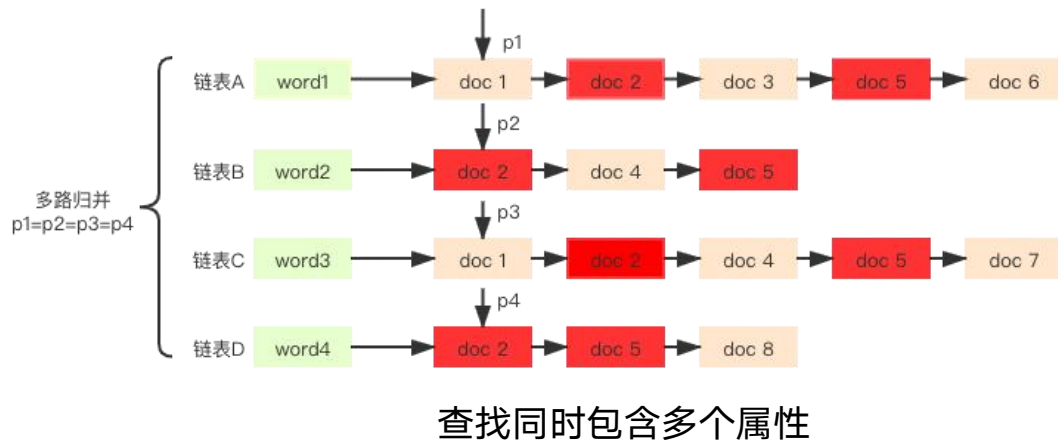 p1
链表A word1 doc 1 doc 2 doc 3 doc 5 doc 6
p2
链表B word2 doc 2 doc 4 doc 5
多路归并
p1=p2=p3=p4
p3
链表C word3 doc 1 doc 2 doc 4 doc 5 doc 7
p4
链表D word4 doc 2 doc 5 doc 8
查找同时包含多个属性